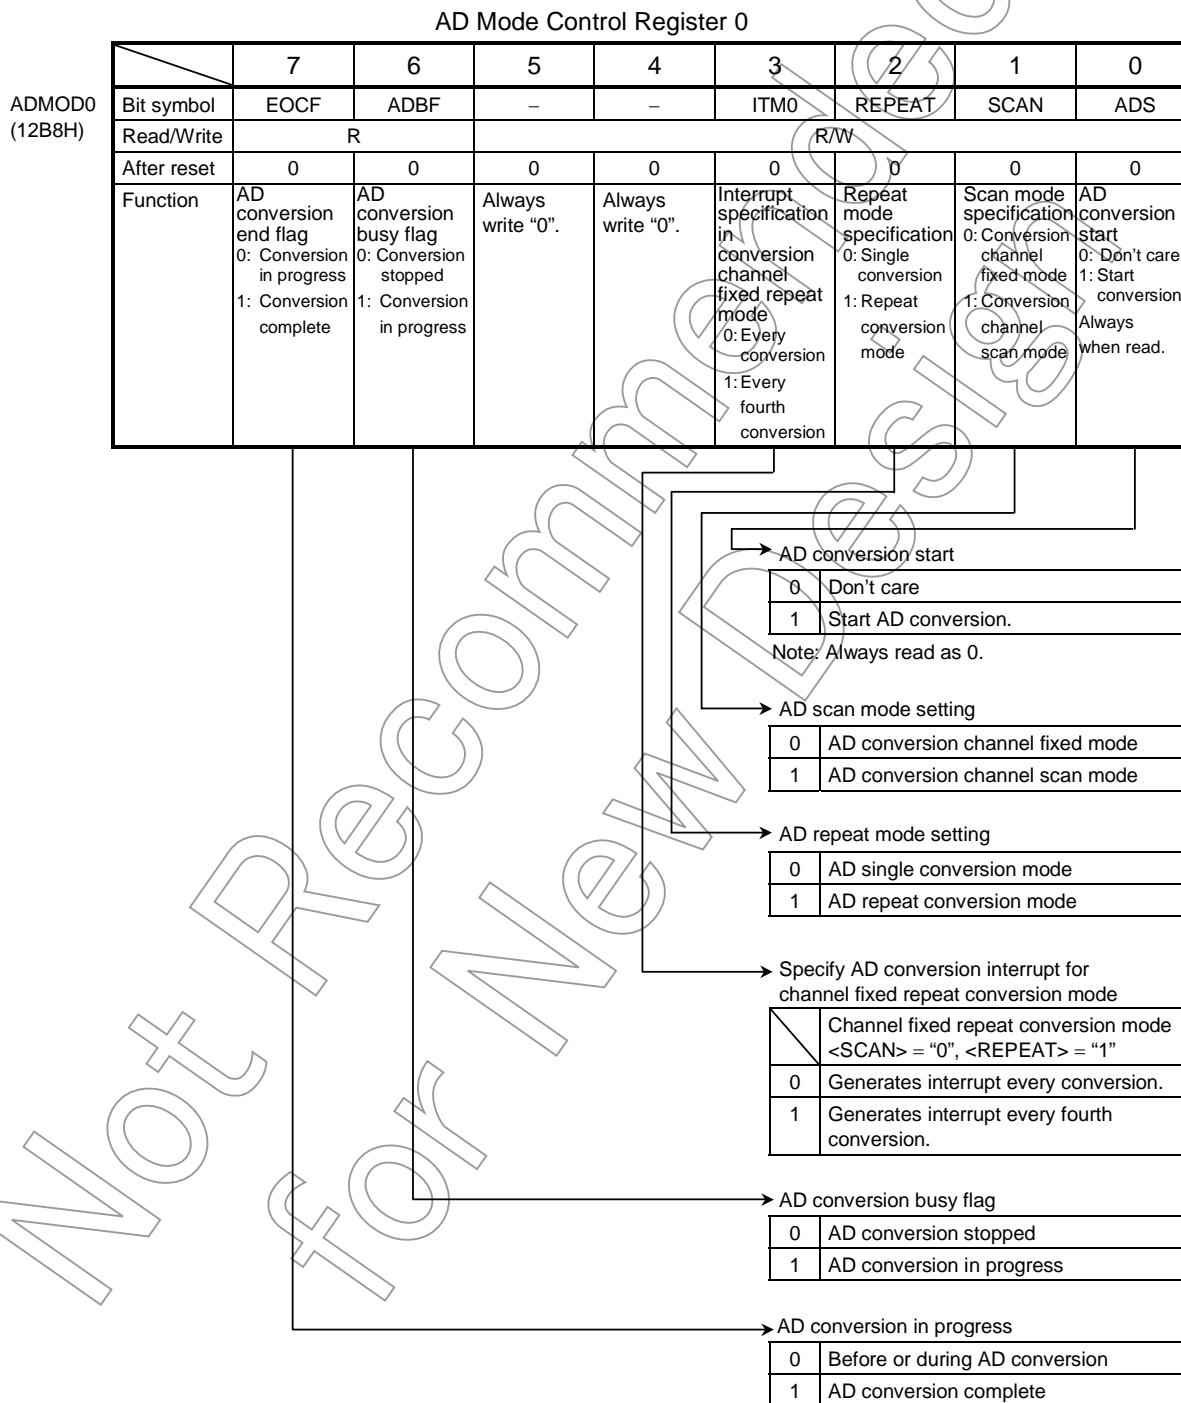 AD Mode Control Register 0
7 6 5 4 3 2 1 0
ADMOD0
(12B8H)
Bit symbol EOCF ADBF – – ITM0 REPEAT SCAN ADS
Read/Write R R/W
After reset 0 0 0 0 0 0 0 0
Function
AD
conversion
end flag
0: Conversion
in progress
1: Conversion
complete
AD
conversion
busy flag
0: Conversion
stopped
1: Conversion
in progress
Always
write “0”.
Always
write “0”.
Interrupt
specification
in
conversion
channel
fixed repeat
mode
0: Every
conversion
1: Every
fourth
conversion
Repeat
mode
specification
0: Single
conversion
1: Repeat
conversion
mode
Scan mode
specification
0: Conversion
channel
fixed mode
1: Conversion
channel
scan mode
AD
conversion
start
0: Don’t care
1: Start
conversion
Always
when read.
AD conversion start
0 Don’t care
1 Start AD conversion.
Note: Always read as 0.
AD scan mode setting
0 AD conversion channel fixed mode
1 AD conversion channel scan mode
AD repeat mode setting
0 AD single conversion mode
1 AD repeat conversion mode
Specify AD conversion interrupt for
channel fixed repeat conversion mode
Channel fixed repeat conversion mode
<SCAN> = “0”, <REPEAT> = “1”
0 Generates interrupt every conversion.
1 Generates interrupt every fourth
conversion.
AD conversion busy flag
0 AD conversion stopped
1 AD conversion in progress
AD conversion in progress
0 Before or during AD conversion
1 AD conversion complete
Not Recommended
for New Design